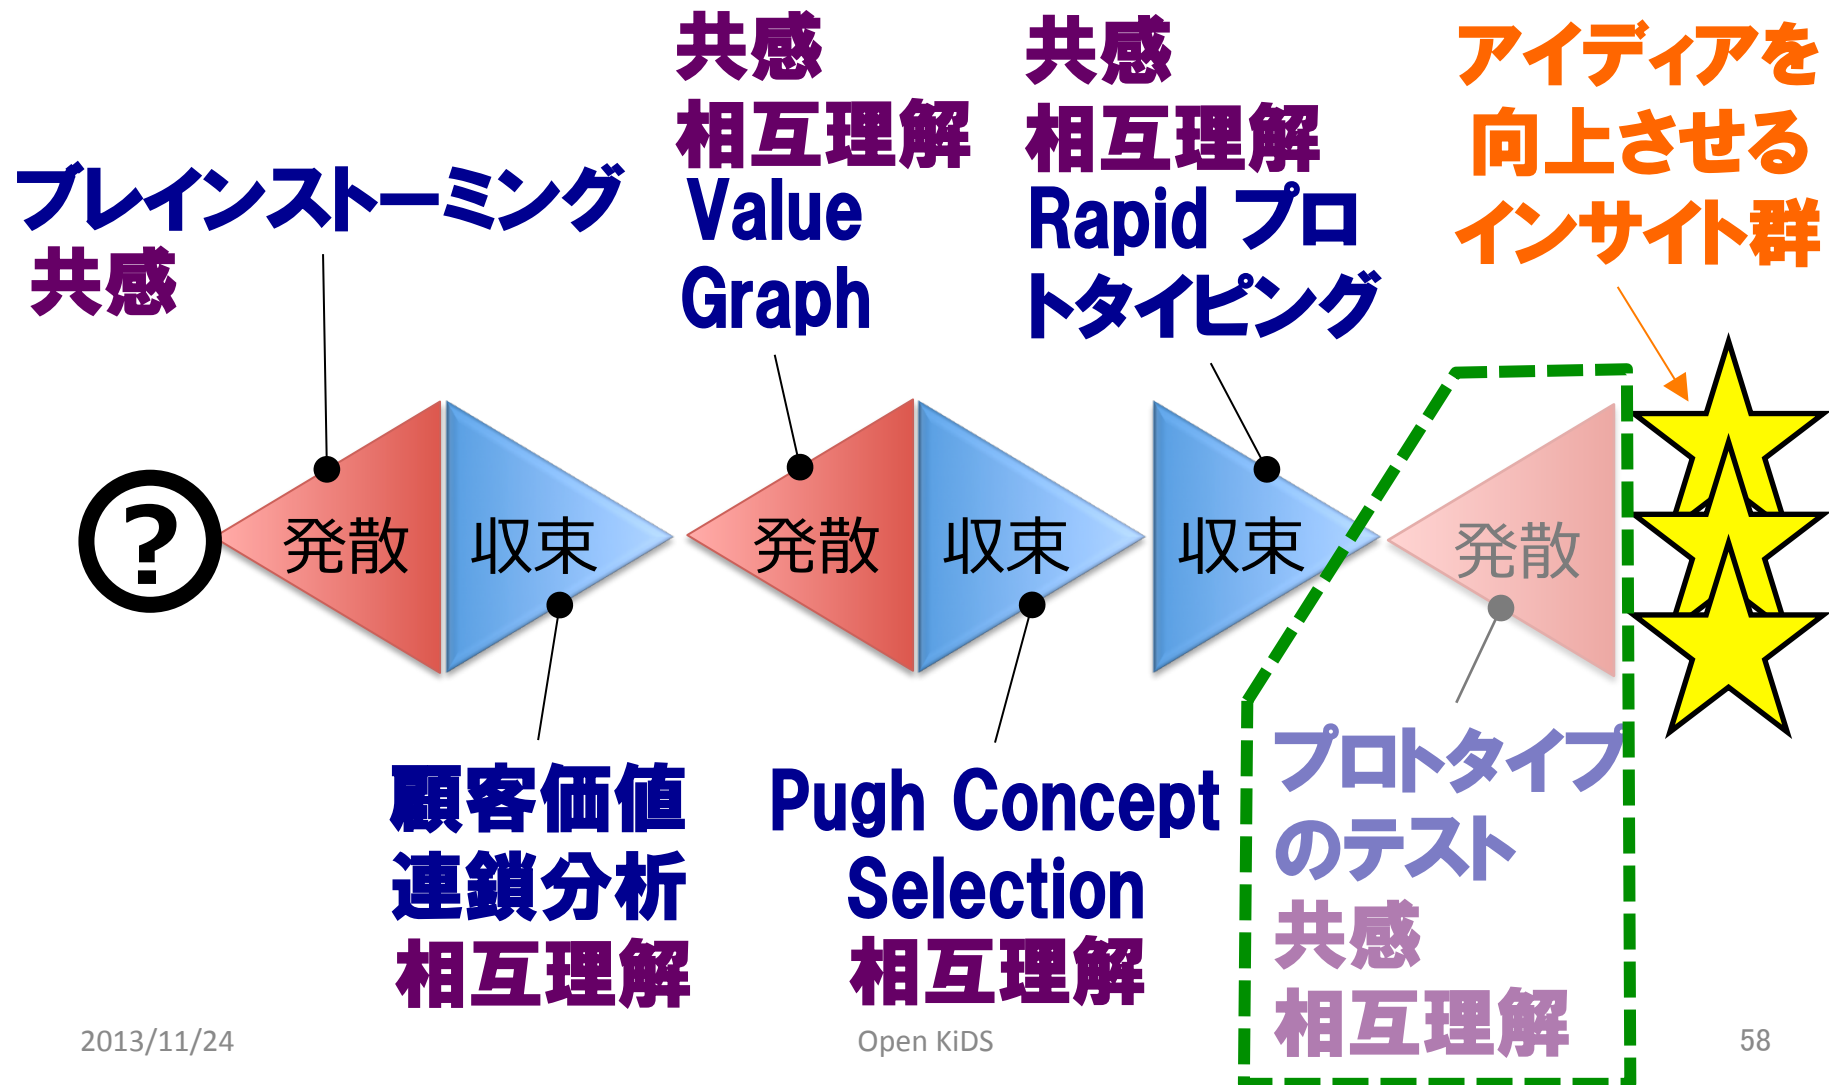 ブレインストーミング
共感
共感
相互理解
Value
Graph
共感
相互理解
Rapid プロ
トタイピング
アイディアを
向上させる
インサイト群
?
発散
収束
発散
収束
収束
発散
顧客価値
連鎖分析
相互理解
Pugh Concept
Selection
相互理解
プロトタイプ
のテスト
共感
相互理解
2013/11/24
Open KiDS
58